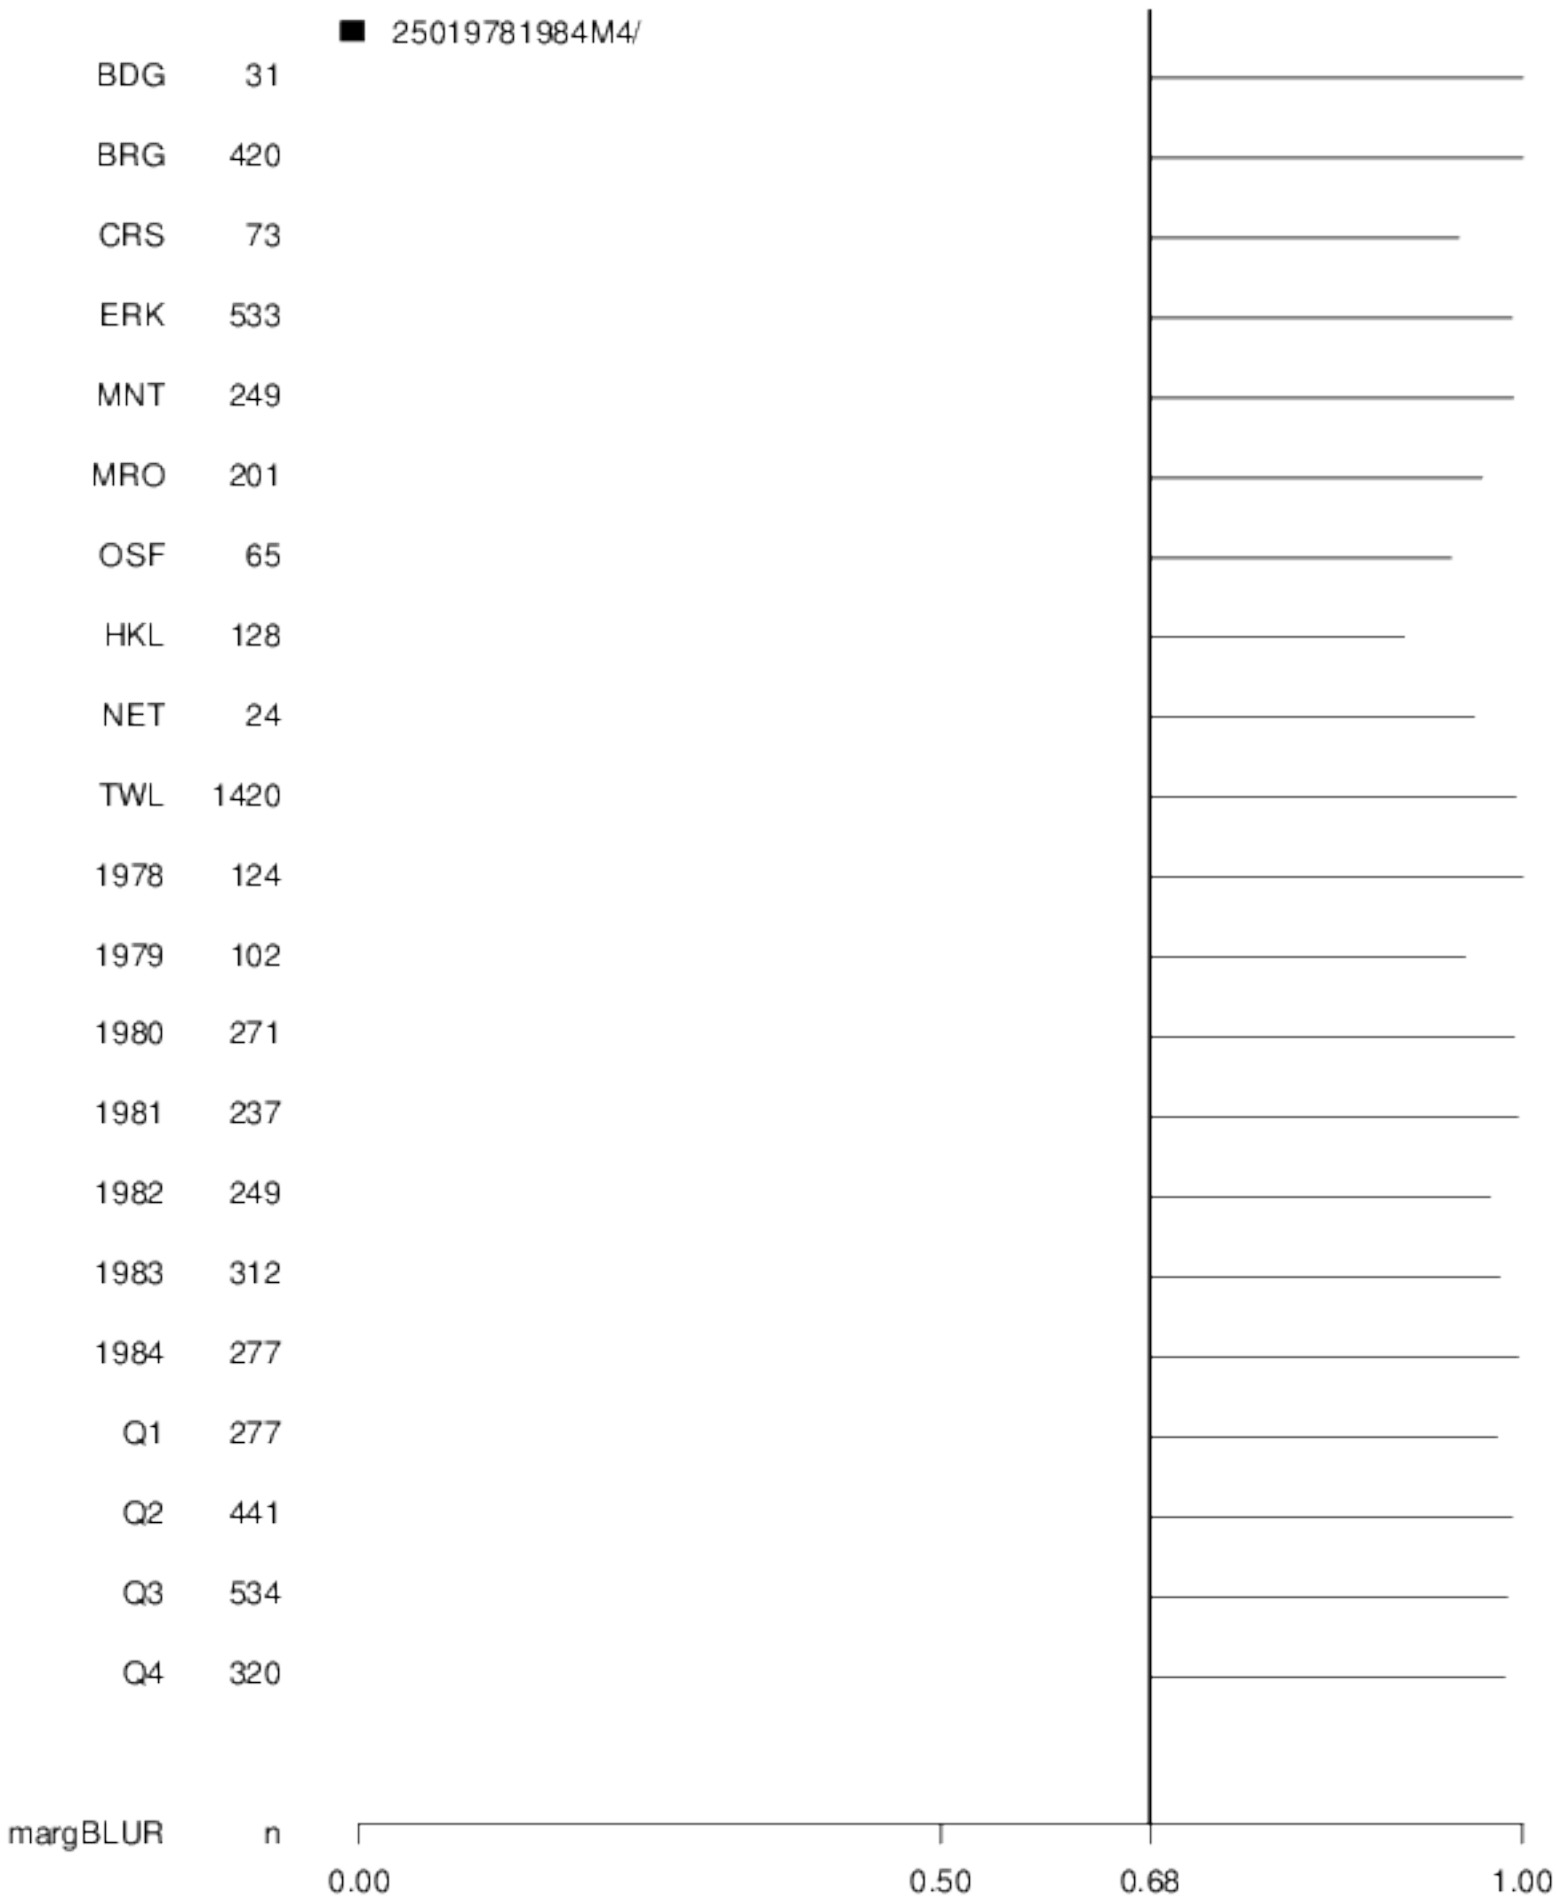 25019781984M4/
BDG 31
BRG 420
CRS 73
ERK 533
MNT 249
MRO 201
OSF 65
HKL 128
NET 24
TWL 1420
1978 124
1979 102
1980 271
1981 237
1982 249
1983 312
1984 277
Q1 277
Q2 441
Q3 534
Q4 320
margBLUR n
0.00 0.50 0.68 1.00